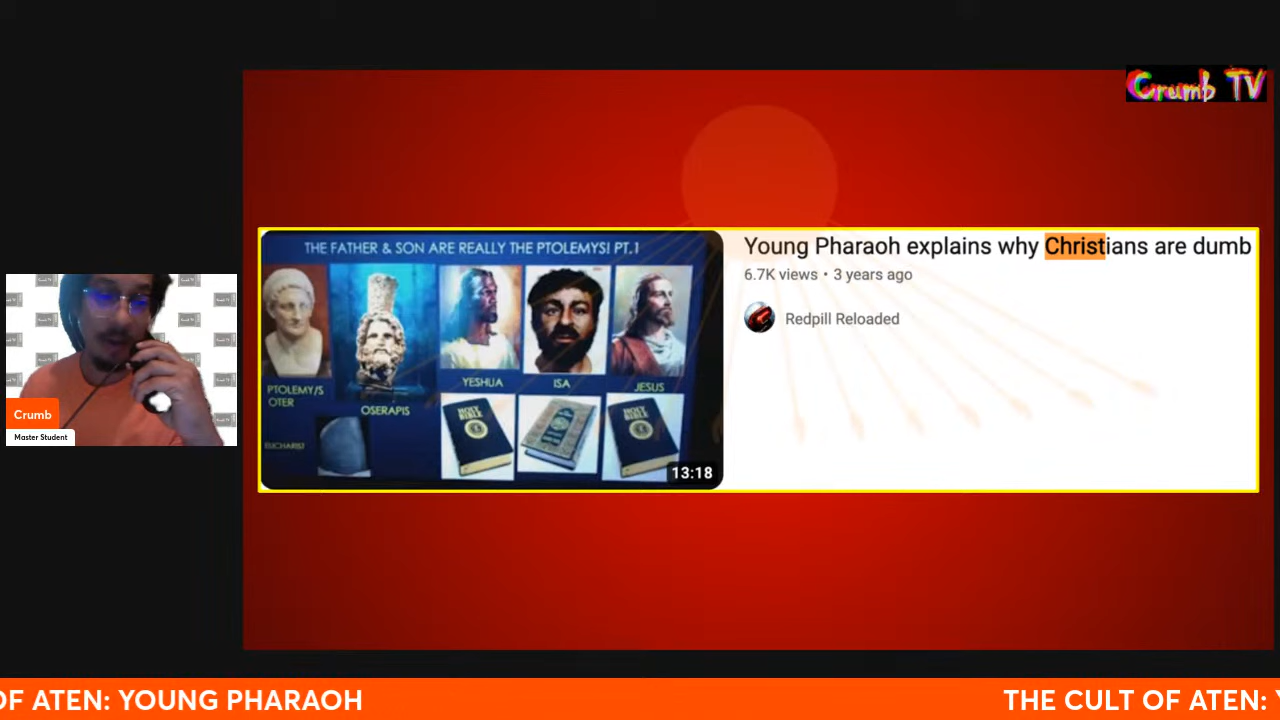 Crumb TV
THE FATHER & SON ARE REALLY THE PTOLEMYS! PT.1
PTOLEMY/S
OTER
OSERAPIS
YESHUA
ISA
JESUS
EUCHARIST
HOLY
BIBLE
HOLY
BIBLE
13:18
Young Pharaoh explains why Christians are dumb
6.7K views • 3 years ago
Redpill Reloaded
Crumb
Master Student
OF ATEN: YOUNG PHARAOH
THE CULT OF ATEN: Y